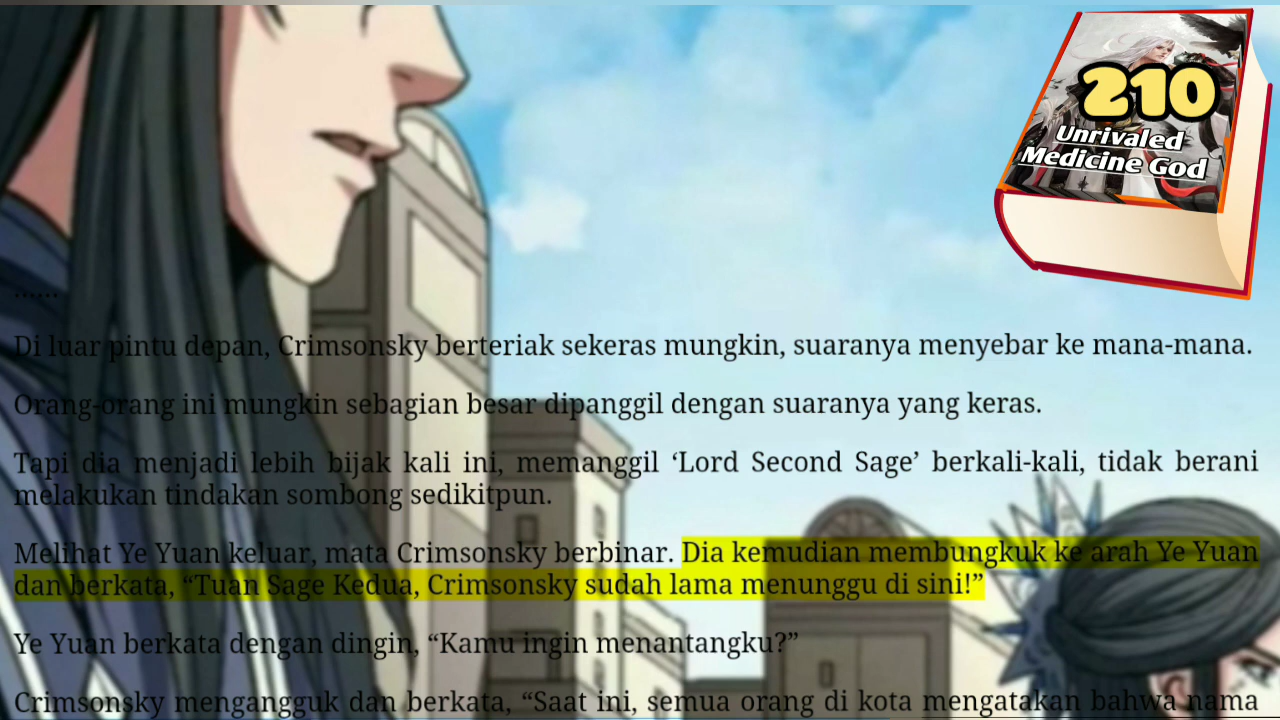 210
Unrivaled
Medicine God
......
Di luar pintu depan, Crimsonsky berteriak sekeras mungkin, suaranya menyebar ke mana-mana.
Orang-orang ini mungkin sebagian besar dipanggil dengan suaranya yang keras.
Tapi dia menjadi lebih bijak kali ini, memanggil ‘Lord Second Sage’ berkali-kali, tidak berani
melakukan tindakan sombong sedikitpun.
Melihat Ye Yuan keluar, mata Crimsonsky berbinar. Dia kemudian membungkuk ke arah Ye Yuan
dan berkata, “Tuan Sage Kedua, Crimsonsky sudah lama menunggu di sini!”
Ye Yuan berkata dengan dingin, “Kamu ingin menantangku?”
Crimsonsky mengangguk dan berkata, “Saat ini, semua orang di kota mengatakan bahwa nama